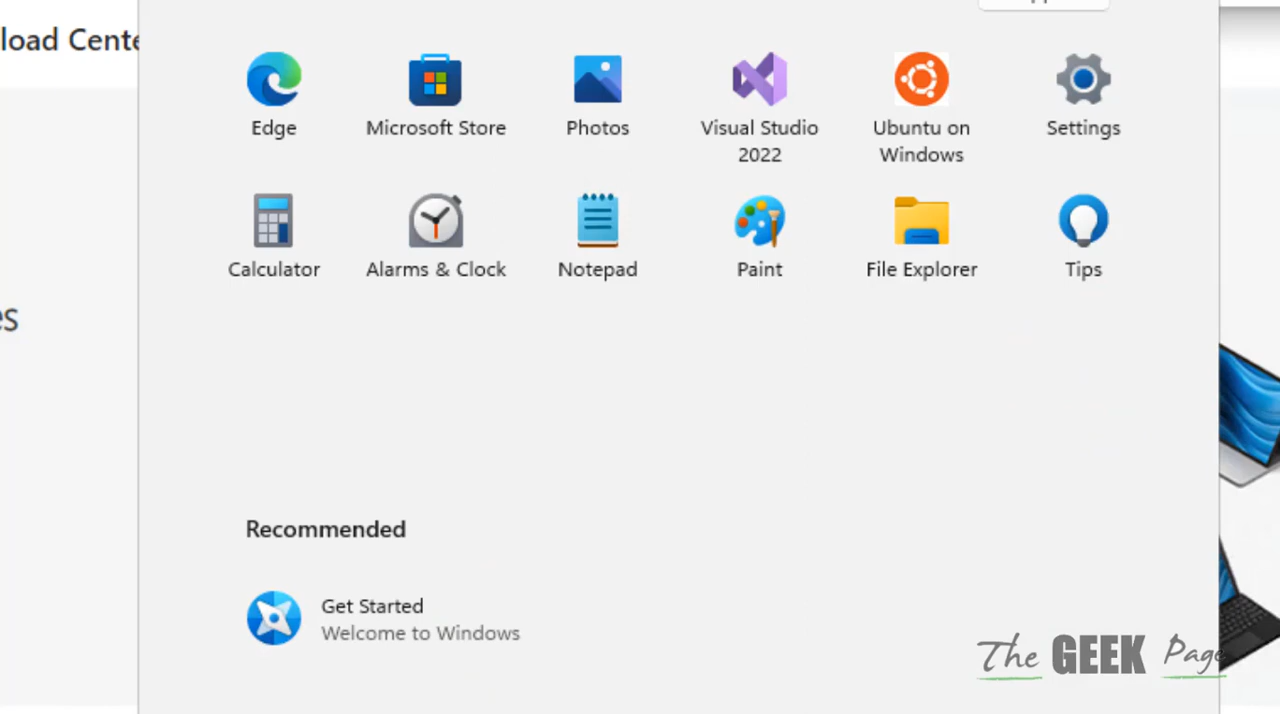 load Cente
Edge
Microsoft Store
Photos
Visual Studio
2022
Ubuntu on
Windows
Settings
Calculator
Alarms & Clock
Notepad
Paint
File Explorer
Tips
es
Recommended
Get Started
Welcome to Windows
The GEEK Page